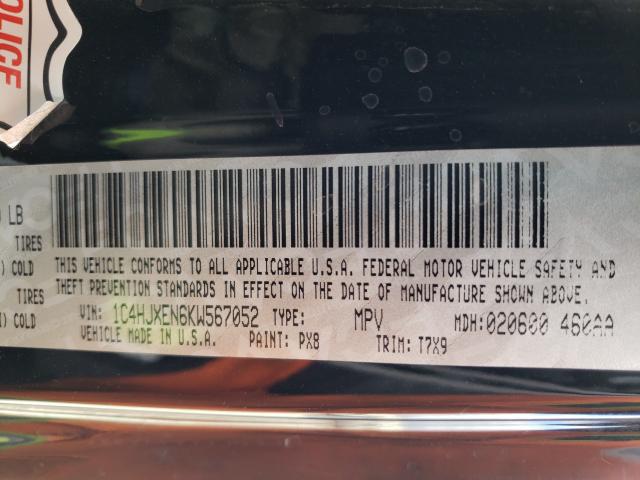 POLICE
LB
TIRES
) COLD
TIRES
) COLD
THIS VEHICLE CONFORMS TO ALL APPLICABLE U.S.A. FEDERAL MOTOR VEHICLE SAFETY AND
THEFT PREVENTION STANDARDS IN EFFECT ON THE DATE OF MANUFACTURE SHOWN ABOVE.
VIN: 1C4HJXEN6KW567052 TYPE: MPV MDH:020600 460AA
VEHICLE MADE IN U.S.A. PAINT: PX8 TRIM: T7X9